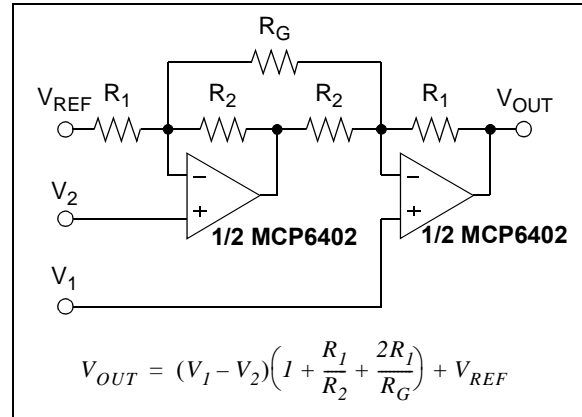 R_G
V_REF R_1 R_2 R_2 R_1 V_OUT
V_2
1/2 MCP6402 1/2 MCP6402
V_1
V_OUT = (V_1 – V_2)(1 + R_1/R_2 + 2R_1/R_G) + V_REF